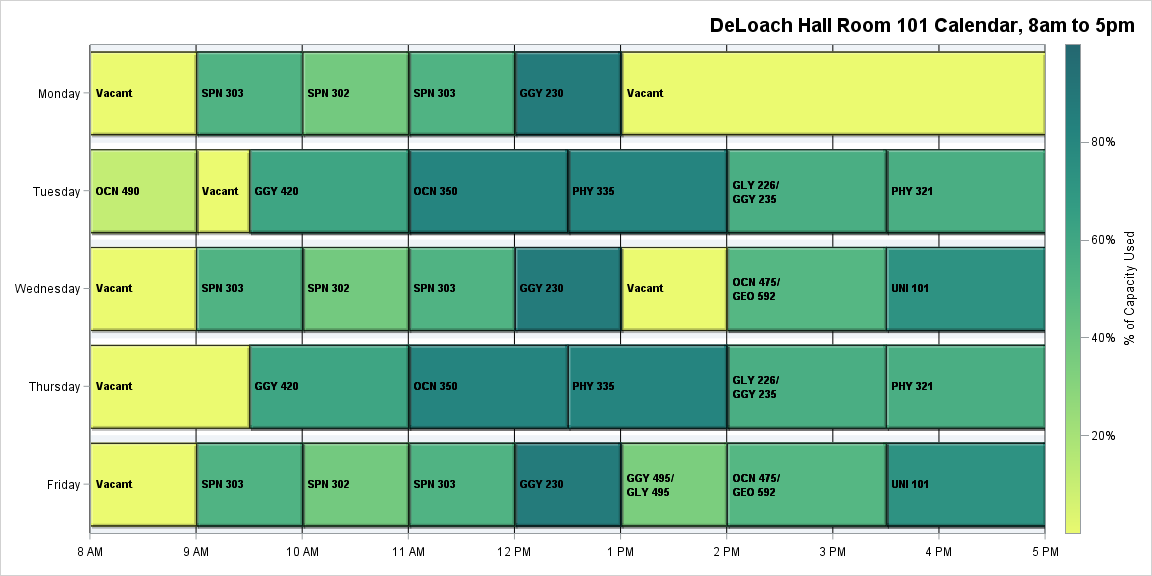 DeLoach Hall Room 101 Calendar, 8am to 5pm
Monday
Vacant
SPN 303
SPN 302
SPN 303
GGY 230
Vacant
Tuesday
OCN 490
Vacant
GGY 420
OCN 350
PHY 335
GLY 226/
GGY 235
PHY 321
Wednesday
Vacant
SPN 303
SPN 302
SPN 303
GGY 230
Vacant
OCN 475/
GEO 592
UNI 101
Thursday
Vacant
GGY 420
OCN 350
PHY 335
GLY 226/
GGY 235
PHY 321
Friday
Vacant
SPN 303
SPN 302
SPN 303
GGY 230
GGY 495/
GLY 495
OCN 475/
GEO 592
UNI 101
8 AM
9 AM
10 AM
11 AM
12 PM
1 PM
2 PM
3 PM
4 PM
5 PM
80%
60%
40%
20%
% of Capacity Used